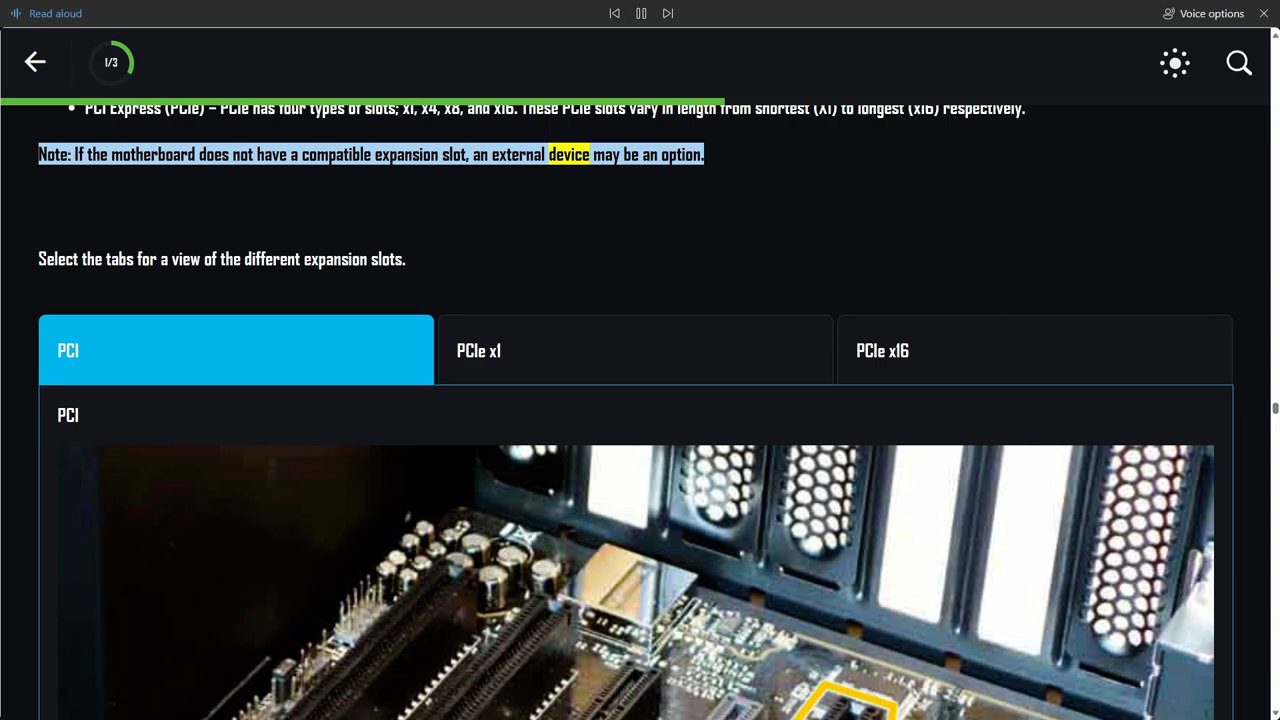 Read aloud
Voice options
1/3
PCI Express (PCIe) – PCIe has four types of slots; x1, x4, x8, and x16. These PCIe slots vary in length from shortest (x1) to longest (x16) respectively.
Note: If the motherboard does not have a compatible expansion slot, an external device may be an option.
Select the tabs for a view of the different expansion slots.
PCI
PCIe x1
PCIe x16
PCI